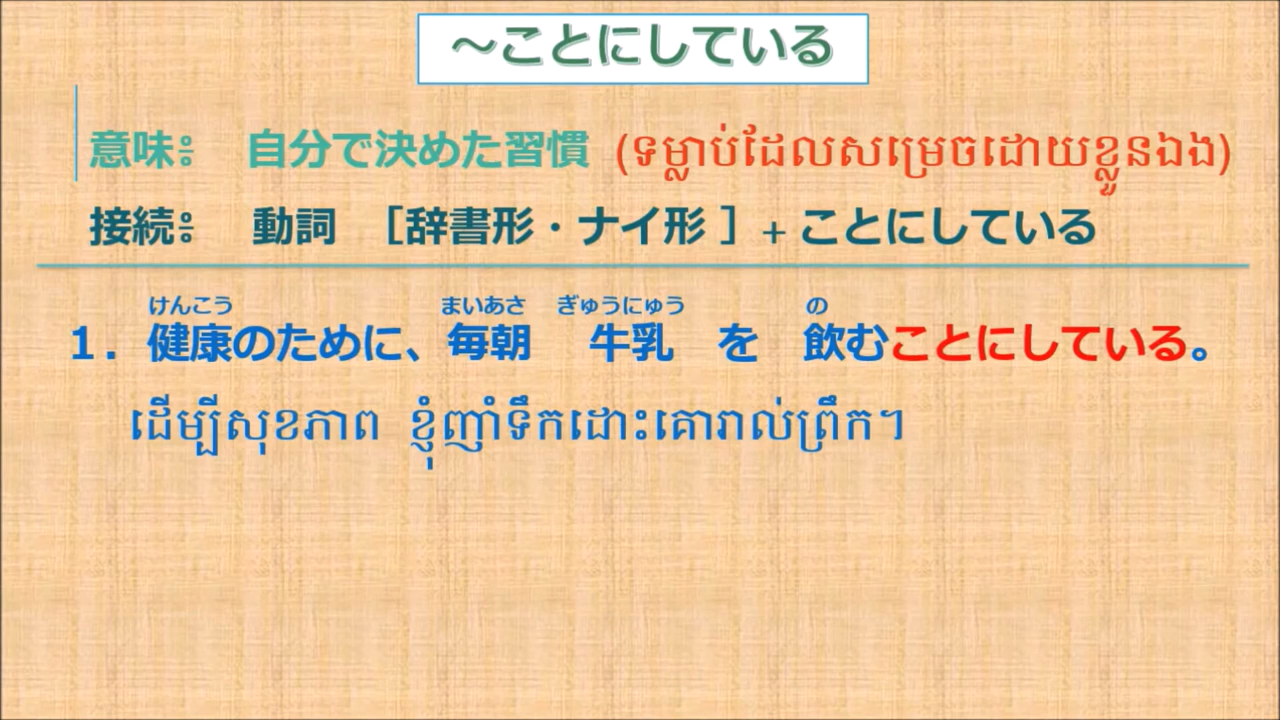 ～ことにしている
意味： 自分で決めた習慣 (ទម្លាប់ដែលសម្រេចដោយខ្លួនឯង)
接続： 動詞 ［辞書形・ナイ形 ］+ ことにしている
けんこう まいあさ ぎゅうにゅう の
１．健康のために、毎朝 牛乳 を 飲むことにしている。
ដើម្បីសុខភាព ខ្ញុំញ៉ាំទឹកដោះគោរាល់ព្រឹក។